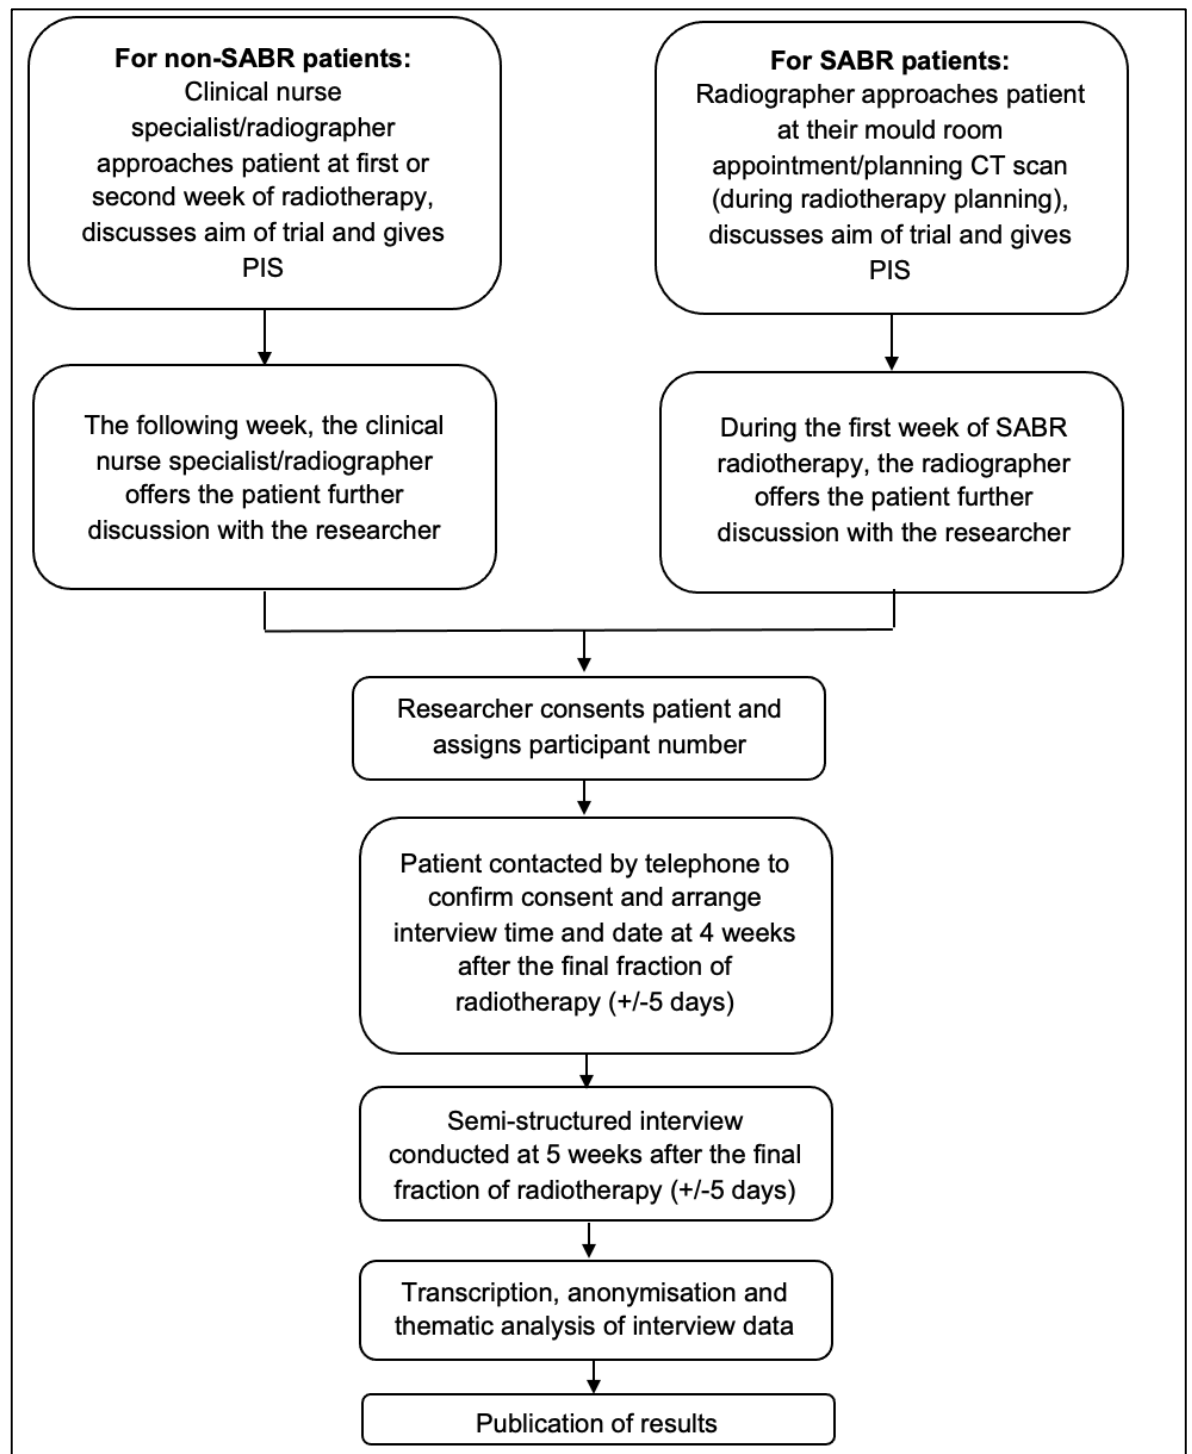 For non-SABR patients:
Clinical nurse
specialist/radiographer
approaches patient at first or
second week of radiotherapy,
discusses aim of trial and gives
PIS
For SABR patients:
Radiographer approaches patient
at their mould room
appointment/planning CT scan
(during radiotherapy planning),
discusses aim of trial and gives
PIS
The following week, the clinical
nurse specialist/radiographer
offers the patient further
discussion with the researcher
During the first week of SABR
radiotherapy, the radiographer
offers the patient further
discussion with the researcher
Researcher consents patient and
assigns participant number
Patient contacted by telephone to
confirm consent and arrange
interview time and date at 4 weeks
after the final fraction of
radiotherapy (+/-5 days)
Semi-structured interview
conducted at 5 weeks after the final
fraction of radiotherapy (+/-5 days)
Transcription, anonymisation and
thematic analysis of interview data
Publication of results